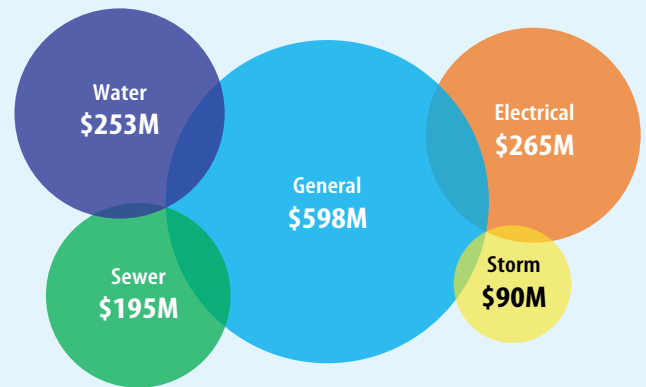 Water
$253M
General
$598M
Electrical
$265M
Sewer
$195M
Storm
$90M